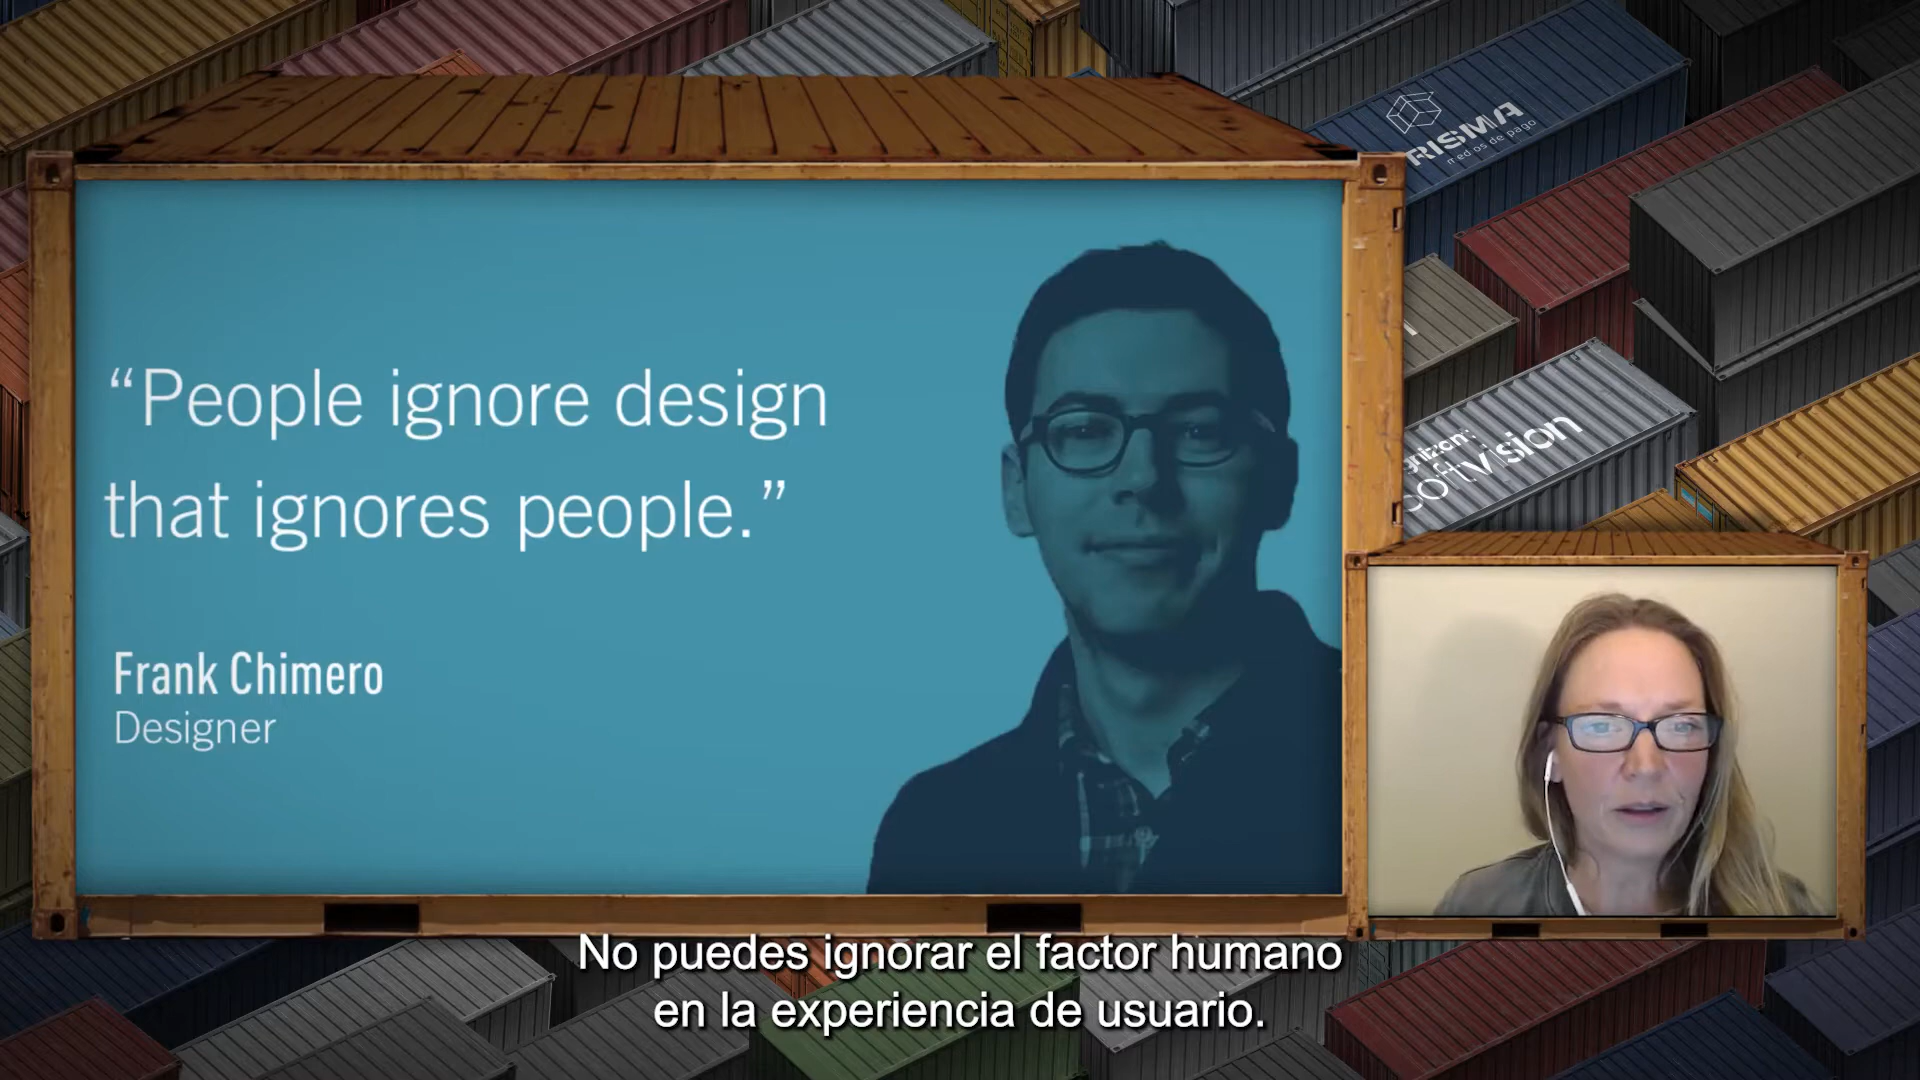 “People ignore design
that ignores people.”
Frank Chimero
Designer
RISMA
medios de pago
gnizant
softvision
No puedes ignorar el factor humano
en la experiencia de usuario.